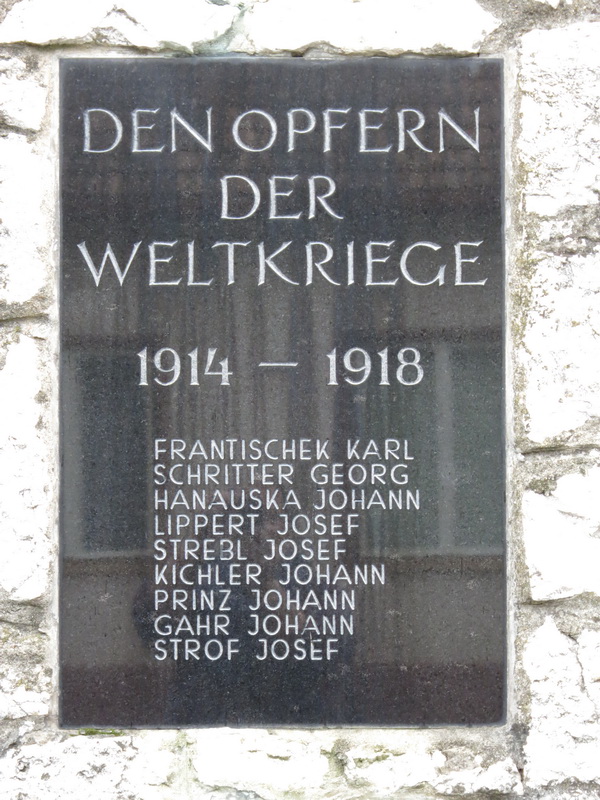 DEN OPFERN
DER
WELTKRIEGE
1914 — 1918
FRANTISCHEK KARL
SCHRITTER GEORG
HANAUSKA JOHANN
LIPPERT JOSEF
STREBL JOSEF
KICHLER JOHANN
PRINZ JOHANN
GAHR JOHANN
STROF JOSEF